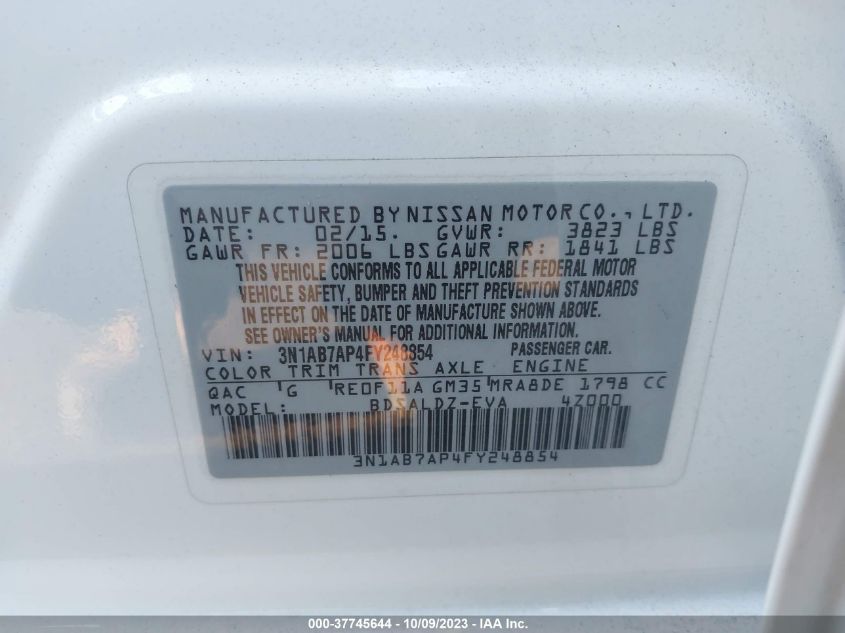 MANUFACTURED BY NISSAN MOTOR CO., LTD.
DATE: 02/15. GVWR: 3823 LBS
GAWR FR: 2006 LBS GAWR RR: 1841 LBS
THIS VEHICLE CONFORMS TO ALL APPLICABLE FEDERAL MOTOR
VEHICLE SAFETY, BUMPER AND THEFT PREVENTION STANDARDS
IN EFFECT ON THE DATE OF MANUFACTURE SHOWN ABOVE.
SEE OWNER'S MANUAL FOR ADDITIONAL INFORMATION.
VIN: 3N1AB7AP4FY248854 PASSENGER CAR.
COLOR TRIM TRANS AXLE ENGINE
QAC 'G 'RE0F11A GM35 'MRA8DE 1798 CC
MODEL: BDSALDZ-EVA 4Z000
3N1AB7AP4FY248854
000-37745644 / 10/09/2023 - IAA Inc.